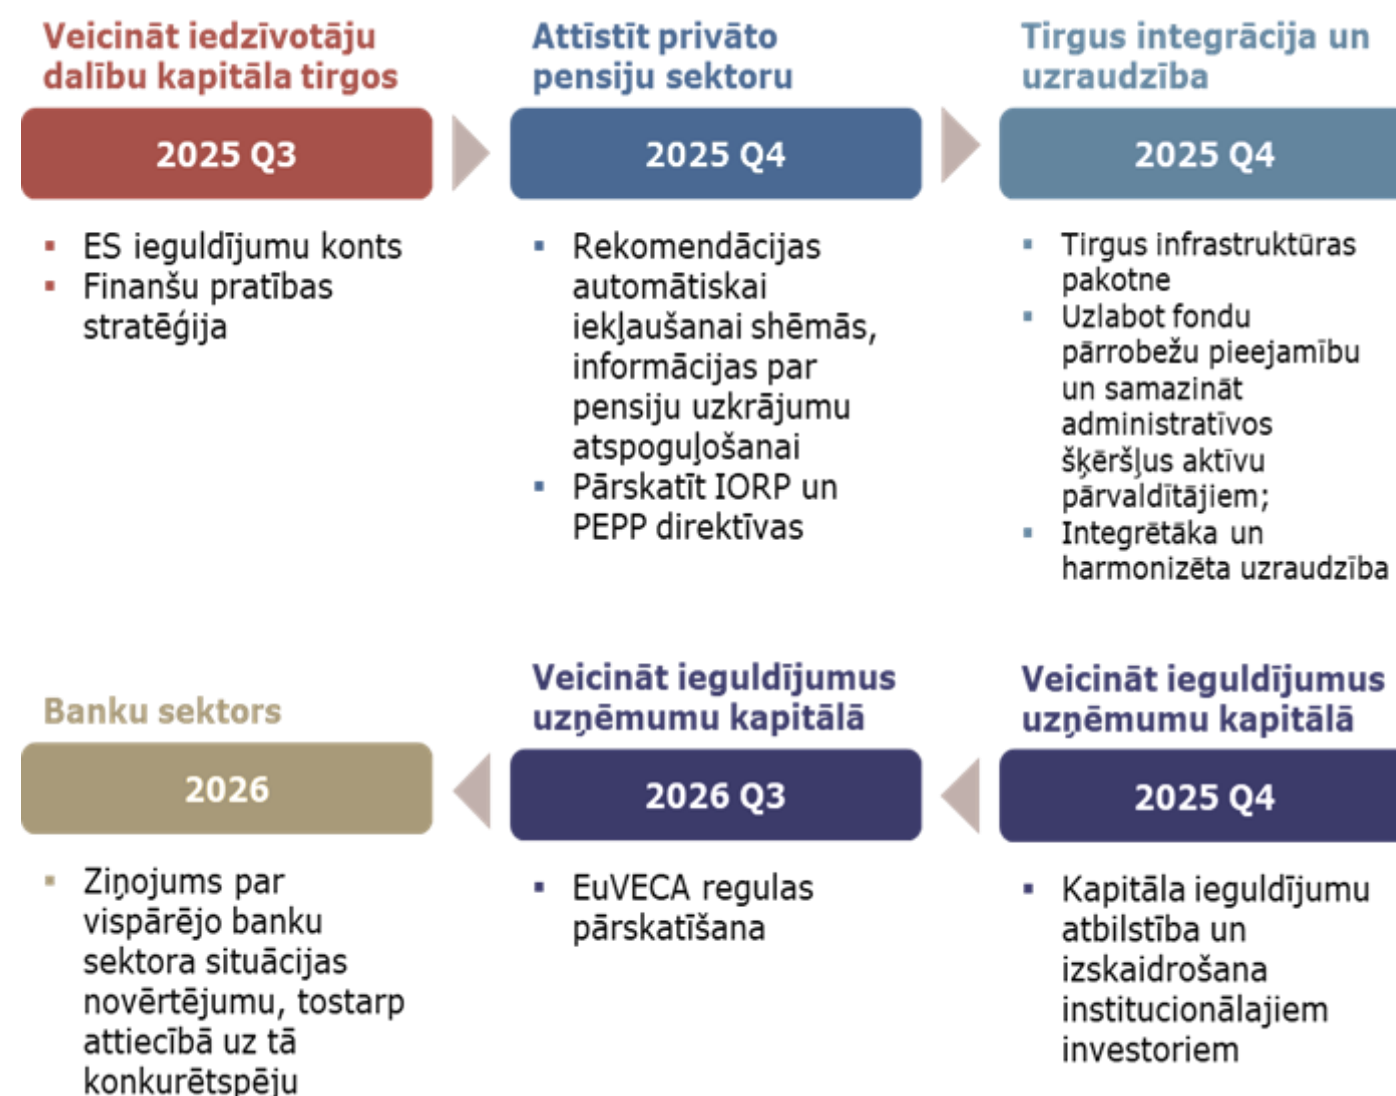 Veicināt iedzīvotāju
dalību kapitāla tirgos
2025 Q3
▪ ES ieguldījumu konts
▪ Finanšu pratības
stratēģija
Attīstīt privāto
pensiju sektoru
2025 Q4
▪ Rekomendācijas
automātiskai
iekļaušanai shēmās,
informācijas par
pensiju uzkrājumu
atspoguļošanai
▪ Pārskatīt IORP un
PEPP direktīvas
Tirgus integrācija un
uzraudzība
2025 Q4
▪ Tirgus infrastruktūras
pakotne
▪ Uzlabot fondu
pārrobežu pieejamību
un samazināt
administratīvos
šķēršļus aktīvu
pārvaldītājiem;
▪ Integrētāka un
harmonizēta uzraudzība
Veicināt ieguldījumus
uzņēmumu kapitālā
2025 Q4
▪ Kapitāla ieguldījumu
atbilstība un
izskaidrošana
institucionālajiem
investoriem
Veicināt ieguldījumus
uzņēmumu kapitālā
2026 Q3
▪ EuVECA regulas
pārskatīšana
Banku sektors
2026
▪ Ziņojums par
vispārējo banku
sektora situācijas
novērtējumu, tostarp
attiecībā uz tā
konkurētspēju